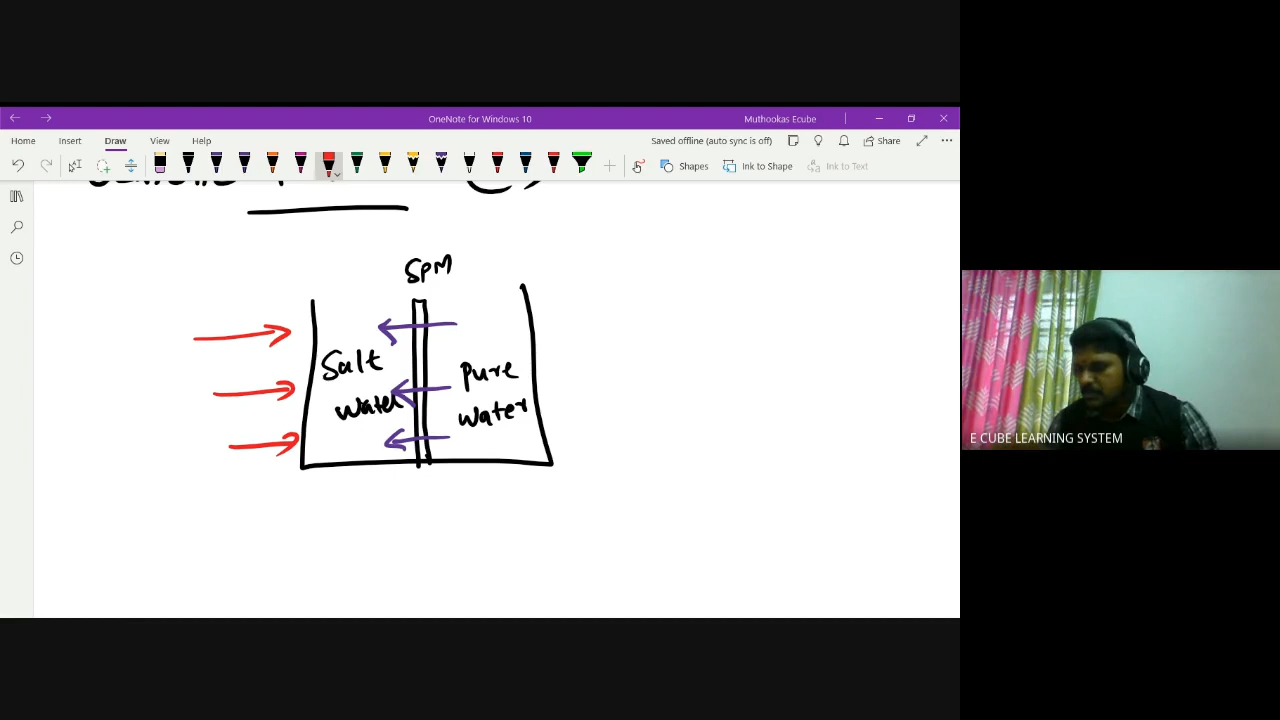 OneNote for Windows 10
Muthookas Ecube
Home Insert Draw View Help
Saved offline (auto sync is off)
Share
Shapes
Ink to Shape
Ink to Text
SPM
Salt
water
Pure
water
E CUBE LEARNING SYSTEM